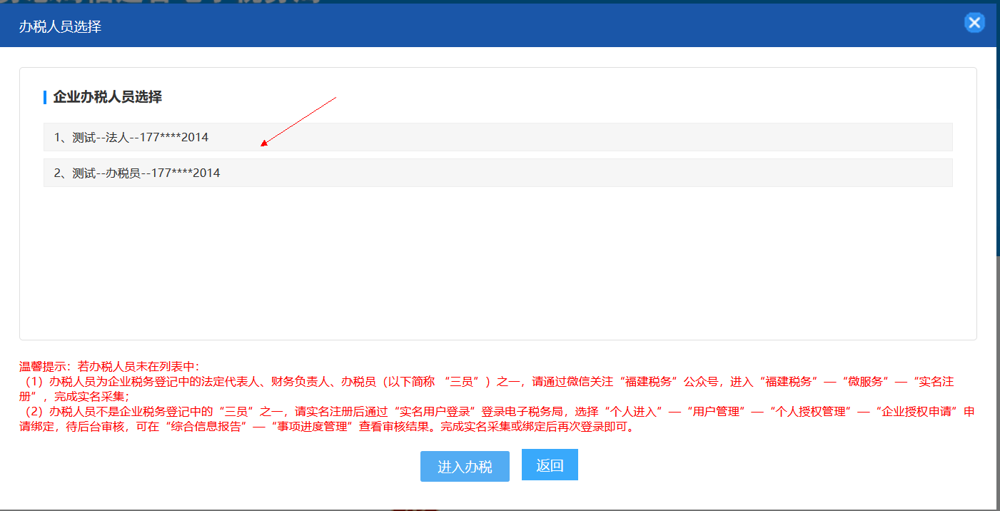 办税人员选择
企业办税人员选择
1、测试--法人--177****2014
2、测试--办税员--177****2014
温馨提示：若办税人员未在列表中：
（1）办税人员为企业税务登记中的法定代表人、财务负责人、办税员（以下简称 “三员”）之一，请通过微信关注“福建税务”公众号，进入“福建税务”—“微服务”—“实名注
册”，完成实名采集；
（2）办税人员不是企业税务登记中的“三员”之一，请实名注册后通过“实名用户登录”登录电子税务局，选择“个人进入”—“用户管理”—“个人授权管理”—“企业授权申请”申
请绑定，待后台审核，可在“综合信息报告”—“事项进度管理”查看审核结果。完成实名采集或绑定后再次登录即可。
进入办税
返回